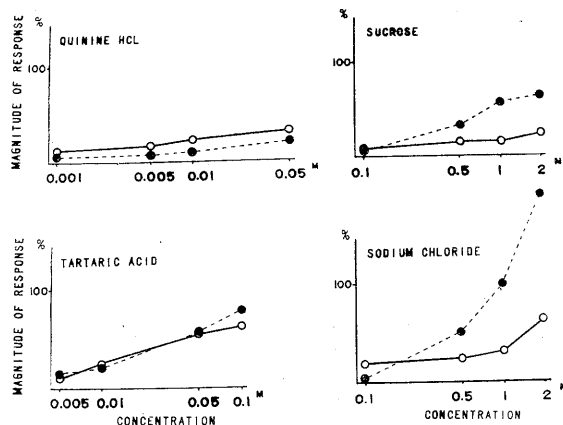 %
QUININE HCL
100
MAGNITUDE OF RESPONSE
0.001 0.005 0.01 0.05 M
%
SUCROSE
100
0.1 0.5 1 2 M
%
TARTARIC ACID
100
MAGNITUDE OF RESPONSE
0.005 0.01 0.05 0.1 M
CONCENTRATION
%
SODIUM CHLORIDE
100
0.1 0.5 1 2 M
CONCENTRATION